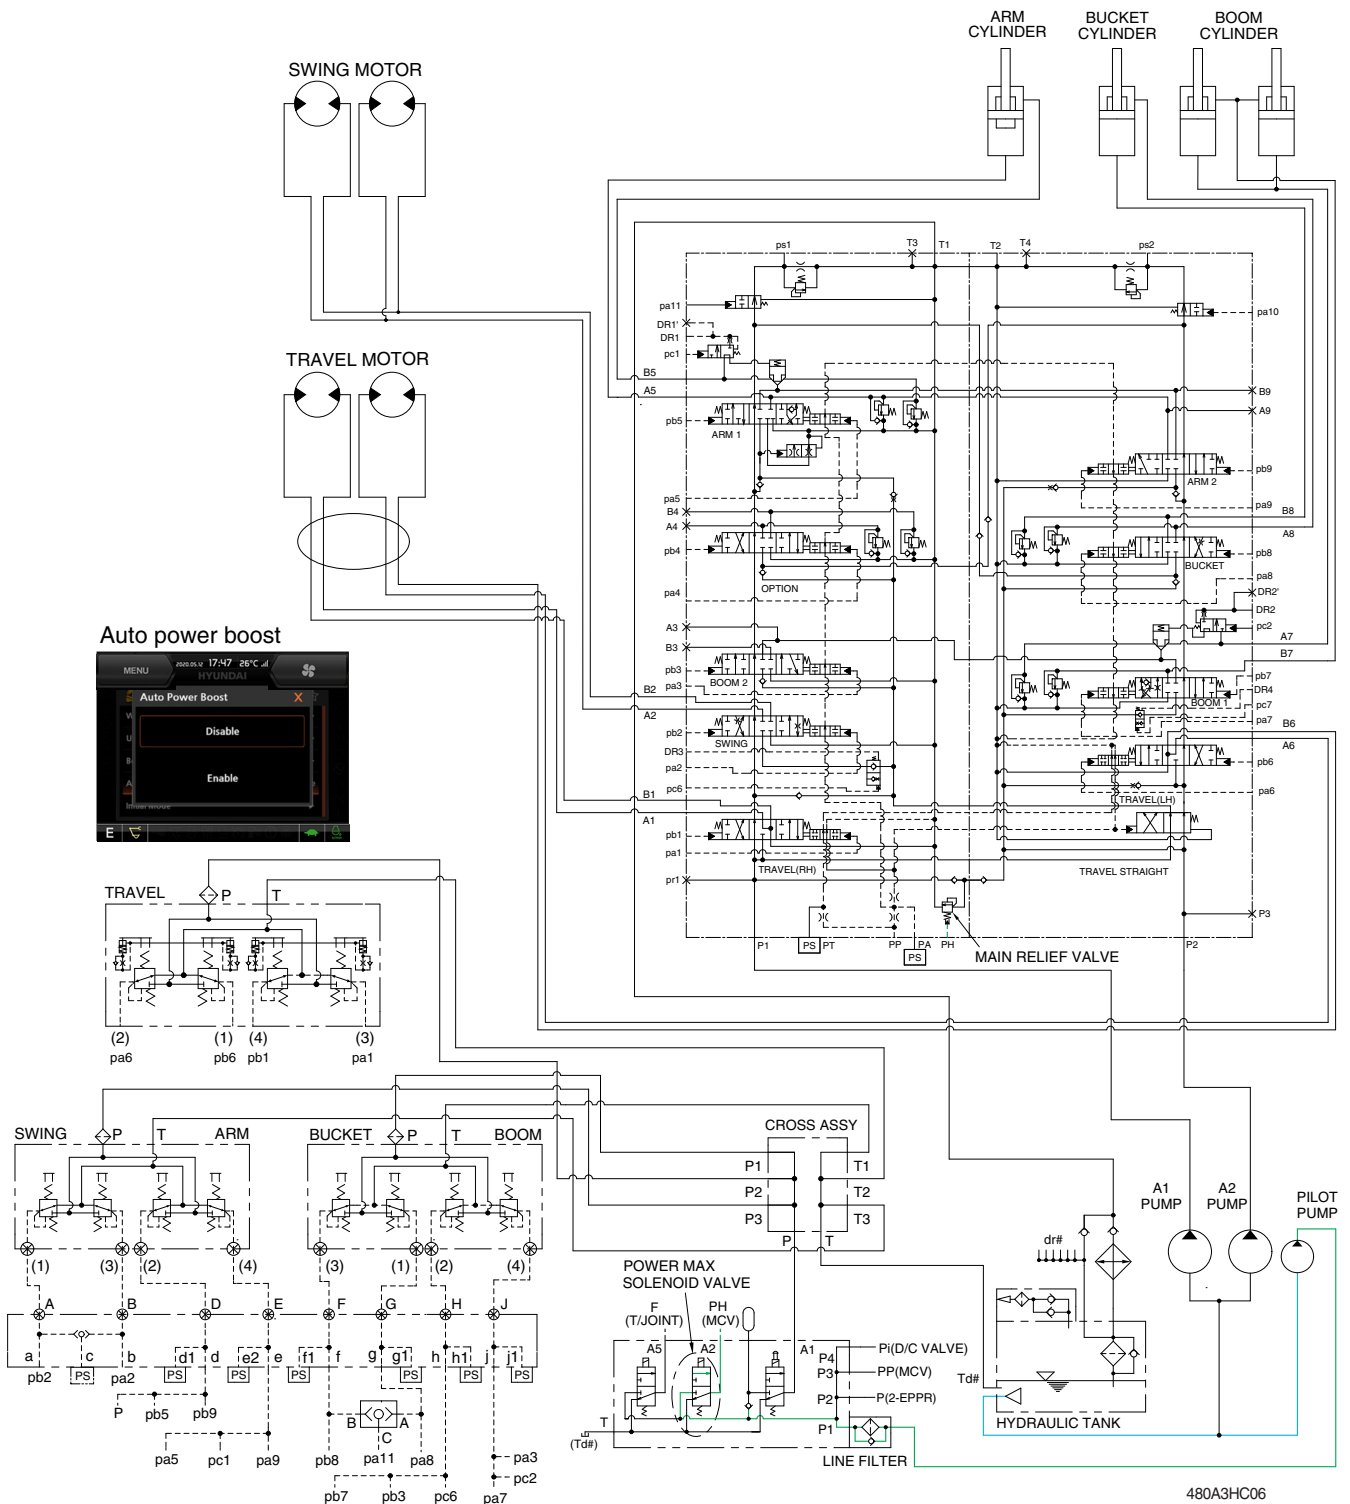 ARM
CYLINDER
BUCKET
CYLINDER
BOOM
CYLINDER
SWING MOTOR
TRAVEL MOTOR
ps1
T3
T1
T2
T4
ps2
pa11
pa10
DR1'
DR1
pc1
B5
A5
B9
A9
pb5
ARM 1
pb9
ARM 2
pa5
pa9
B4
B8
A4
A8
pb4
pb8
BUCKET
OPTION
pa8
pa4
DR2'
DR2
A3
pc2
A7
B3
B7
pb3
pb7
pa3
BOOM 2
DR4
BOOM 1
B2
pc7
A2
pa7
B6
pb2
SWING
A6
DR3
pb6
pa2
pc6
pa6
B1
TRAVEL(LH)
A1
pb1
pa1
TRAVEL(RH)
TRAVEL STRAIGHT
pr1
P3
P1
PS
PT
PP
PA
PH
P2
PS
MAIN RELIEF VALVE
Auto power boost
MENU
2020.05.12 17:47 26°C
HYUNDAI
Auto Power Boost X
Disable
Enable
Initial Mode
E
TRAVEL
P
T
(2)
(1)
(4)
(3)
pa6
pb6
pb1
pa1
SWING
P
T
ARM
BUCKET
P
T
BOOM
(1)
(3)
(2)
(4)
(3)
(1)
(2)
(4)
A
B
D
E
F
G
H
J
a
c
b
d1
d
e2
e
f1
f
g
g1
h
h1
j
j1
pb2
PS
pa2
PS
PS
PS
PS
PS
PS
P
pb5
pb9
B
A
C
pa5
pc1
pa9
pb8
pa11
pa8
pa3
pc2
pb7
pb3
pc6
pa7
CROSS ASSY
P1
T1
P2
T2
P3
T3
P
T
A1
PUMP
A2
PUMP
PILOT
PUMP
dr#
Td#
HYDRAULIC TANK
POWER MAX
SOLENOID VALVE
F
(T/JOINT)
PH
(MCV)
A5
A2
A1
P4
Pi(D/C VALVE)
P3
PP(MCV)
P2
P(2-EPPR)
T
P1
(Td#)
LINE FILTER
480A3HC06